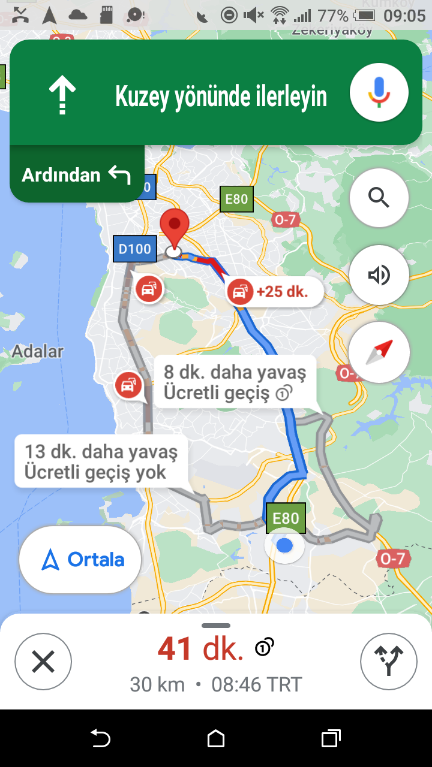 77% 09:05
Zekeriyaköy
Kuzey yönünde ilerleyin
Ardından
E80
O-7
D100
+25 dk.
Adalar
8 dk. daha yavaş
Ücretli geçiş
13 dk. daha yavaş
Ücretli geçiş yok
E80
O-7
Ortala
41 dk.
30 km • 08:46 TRT